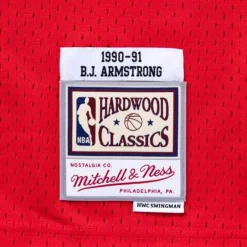 1990-91
B.J. ARMSTRONG
HARDWOOD
NBA
CLASSICS
NOSTALGIA CO.
Mitchell & Ness
PHILADELPHIA, PA.
HWC SWINGMAN